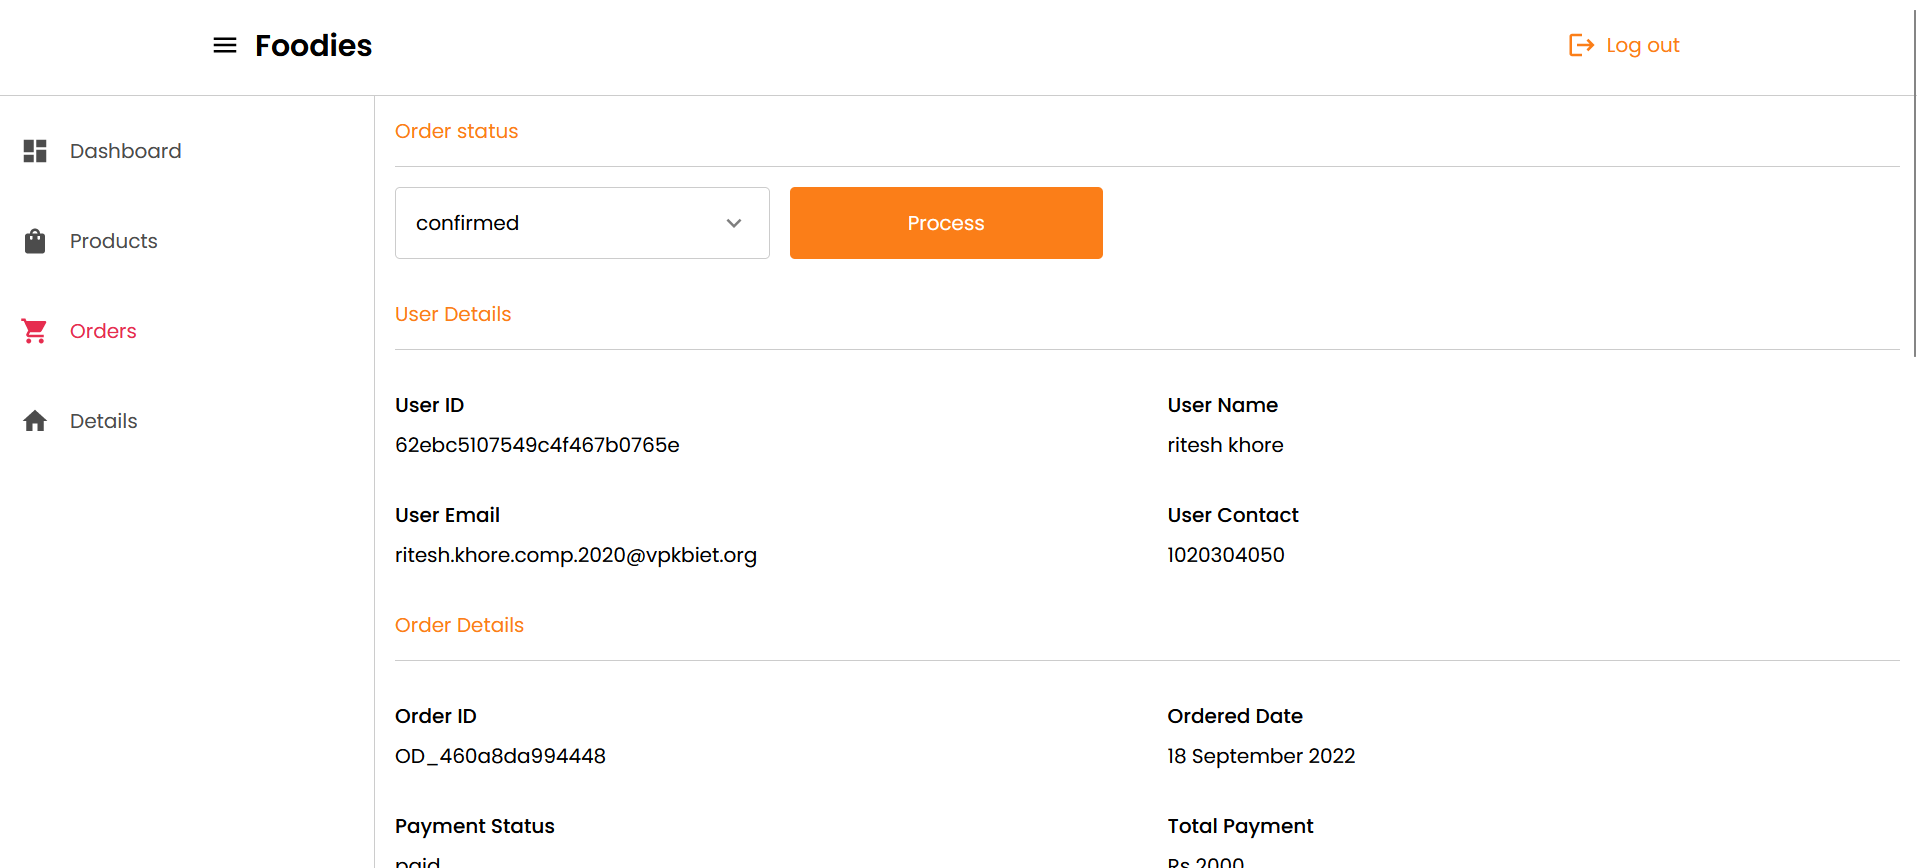 Foodies
Log out
Dashboard
Products
Orders
Details
Order status
confirmed
Process
User Details
User ID
62ebc5107549c4f467b0765e
User Name
ritesh khore
User Email
ritesh.khore.comp.2020@vpkbiet.org
User Contact
1020304050
Order Details
Order ID
OD_460a8da994448
Ordered Date
18 September 2022
Payment Status
paid
Total Payment
Rs 2000